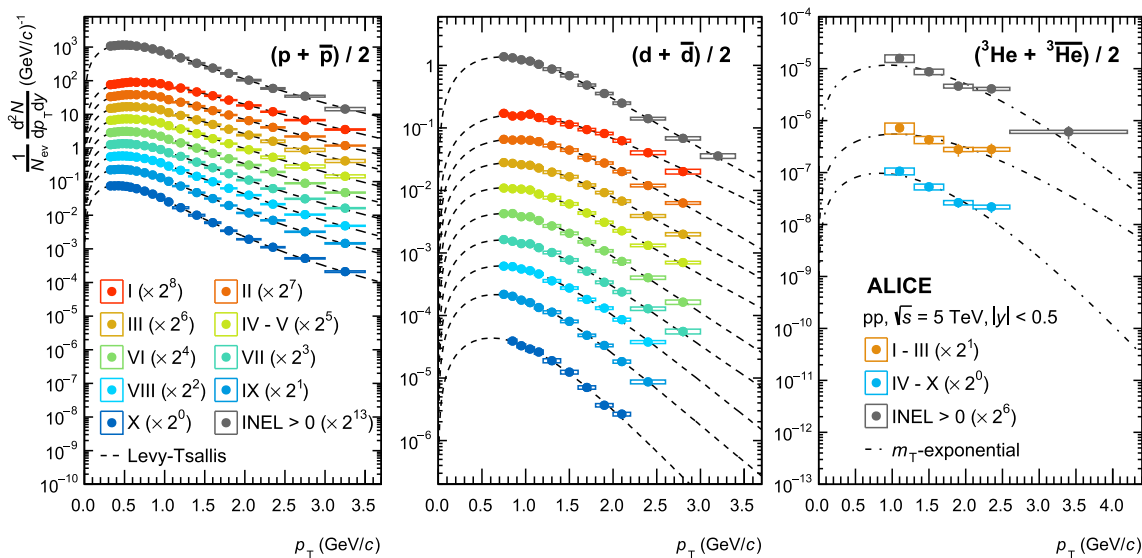 1/N_ev d²N/dp_T dy (GeV/c)⁻¹
10³
10²
10
1
10⁻¹
10⁻²
10⁻³
10⁻⁴
10⁻⁵
10⁻⁶
10⁻⁷
10⁻⁸
10⁻⁹
10⁻¹⁰
(p + p̅) / 2
I (× 2⁸)
II (× 2⁷)
III (× 2⁶)
IV - V (× 2⁵)
VI (× 2⁴)
VII (× 2³)
VIII (× 2²)
IX (× 2¹)
X (× 2⁰)
INEL > 0 (× 2¹³)
Levy-Tsallis
0.0 0.5 1.0 1.5 2.0 2.5 3.0 3.5
p_T (GeV/c)
(d + d̅) / 2
1
10⁻¹
10⁻²
10⁻³
10⁻⁴
10⁻⁵
10⁻⁶
0.0 0.5 1.0 1.5 2.0 2.5 3.0 3.5
p_T (GeV/c)
(³He + ³H̅e̅) / 2
10⁻⁴
10⁻⁵
10⁻⁶
10⁻⁷
10⁻⁸
10⁻⁹
10⁻¹⁰
10⁻¹¹
10⁻¹²
10⁻¹³
ALICE
pp, √s = 5 TeV, |y| < 0.5
I - III (× 2¹)
IV - X (× 2⁰)
INEL > 0 (× 2⁶)
m_T-exponential
0.0 0.5 1.0 1.5 2.0 2.5 3.0 3.5 4.0
p_T (GeV/c)